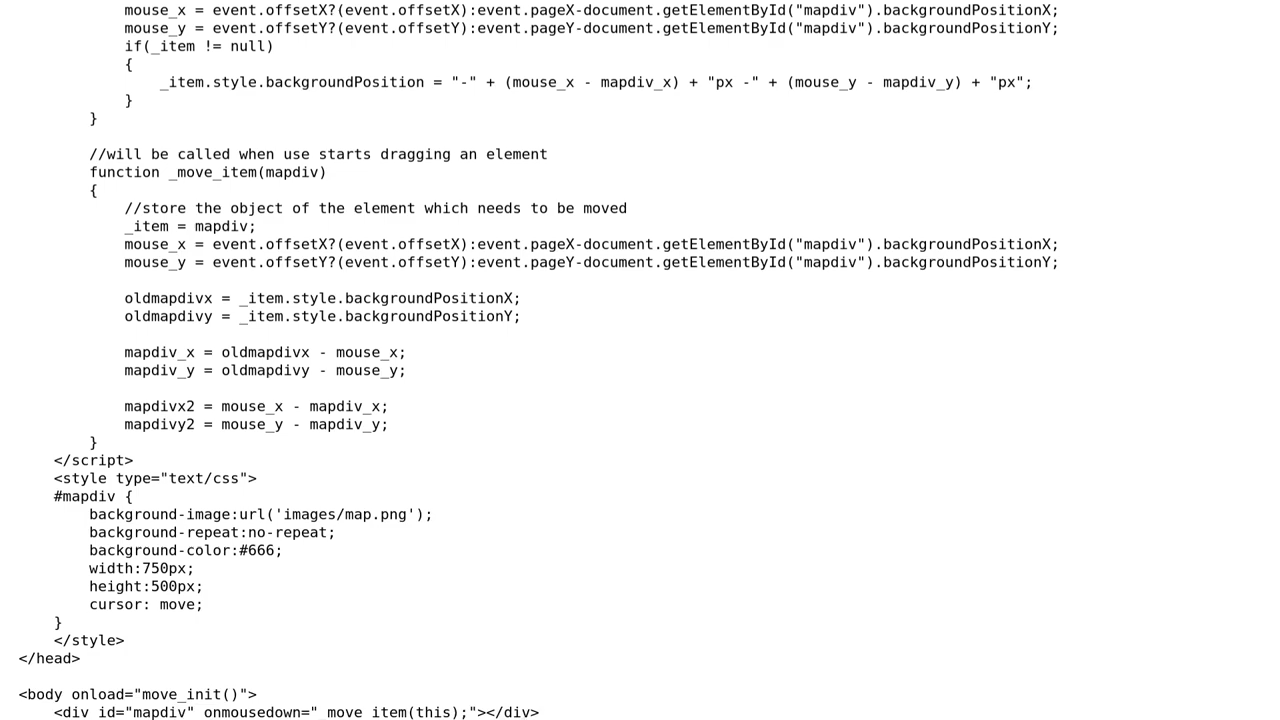 mouse_x = event.offsetX?(event.offsetX):event.pageX-document.getElementById("mapdiv").backgroundPositionX;
mouse_y = event.offsetY?(event.offsetY):event.pageY-document.getElementById("mapdiv").backgroundPositionY;
if(_item != null)
{
_item.style.backgroundPosition = "-" + (mouse_x - mapdiv_x) + "px -" + (mouse_y - mapdiv_y) + "px";
}
}
//will be called when use starts dragging an element
function _move_item(mapdiv)
{
//store the object of the element which needs to be moved
_item = mapdiv;
mouse_x = event.offsetX?(event.offsetX):event.pageX-document.getElementById("mapdiv").backgroundPositionX;
mouse_y = event.offsetY?(event.offsetY):event.pageY-document.getElementById("mapdiv").backgroundPositionY;
oldmapdivx = _item.style.backgroundPositionX;
oldmapdivy = _item.style.backgroundPositionY;
mapdiv_x = oldmapdivx - mouse_x;
mapdiv_y = oldmapdivy - mouse_y;
mapdivx2 = mouse_x - mapdiv_x;
mapdivy2 = mouse_y - mapdiv_y;
}
</script>
<style type="text/css">
#mapdiv {
background-image:url('images/map.png');
background-repeat:no-repeat;
background-color:#666;
width:750px;
height:500px;
cursor: move;
}
</style>
</head>
<body onload="move_init()">
<div id="mapdiv" onmousedown="_move_item(this);"></div>